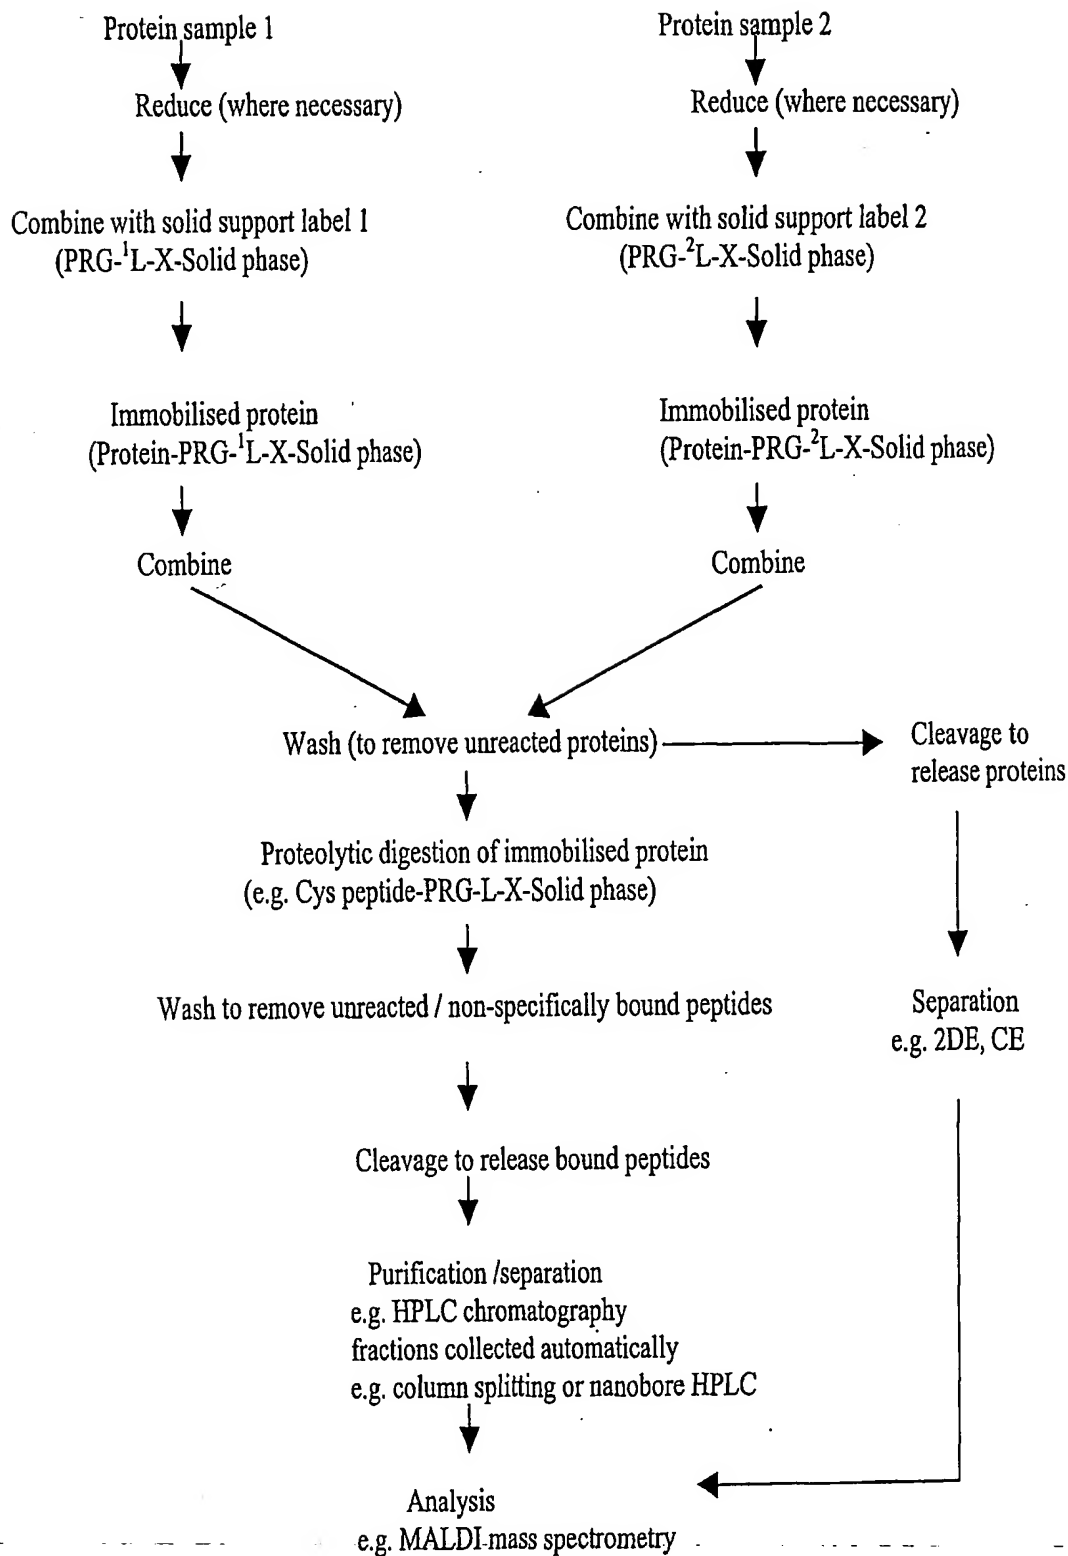 Protein sample 1
Protein sample 2
Reduce (where necessary)
Reduce (where necessary)
Combine with solid support label 1
(PRG-¹L-X-Solid phase)
Combine with solid support label 2
(PRG-²L-X-Solid phase)
Immobilised protein
(Protein-PRG-¹L-X-Solid phase)
Immobilised protein
(Protein-PRG-²L-X-Solid phase)
Combine
Combine
Wash (to remove unreacted proteins)
Cleavage to
release proteins
Proteolytic digestion of immobilised protein
(e.g. Cys peptide-PRG-L-X-Solid phase)
Wash to remove unreacted / non-specifically bound peptides
Separation
e.g. 2DE, CE
Cleavage to release bound peptides
Purification /separation
e.g. HPLC chromatography
fractions collected automatically
e.g. column splitting or nanobore HPLC
Analysis
e.g. MALDI-mass spectrometry